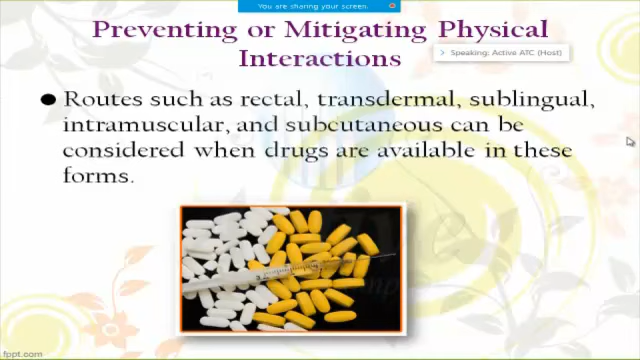 You are sharing your screen.
Preventing or Mitigating Physical
Interactions
Speaking: Active ATC (Host)
● Routes such as rectal, transdermal, sublingual,
intramuscular, and subcutaneous can be
considered when drugs are available in these
forms.
fppt.com